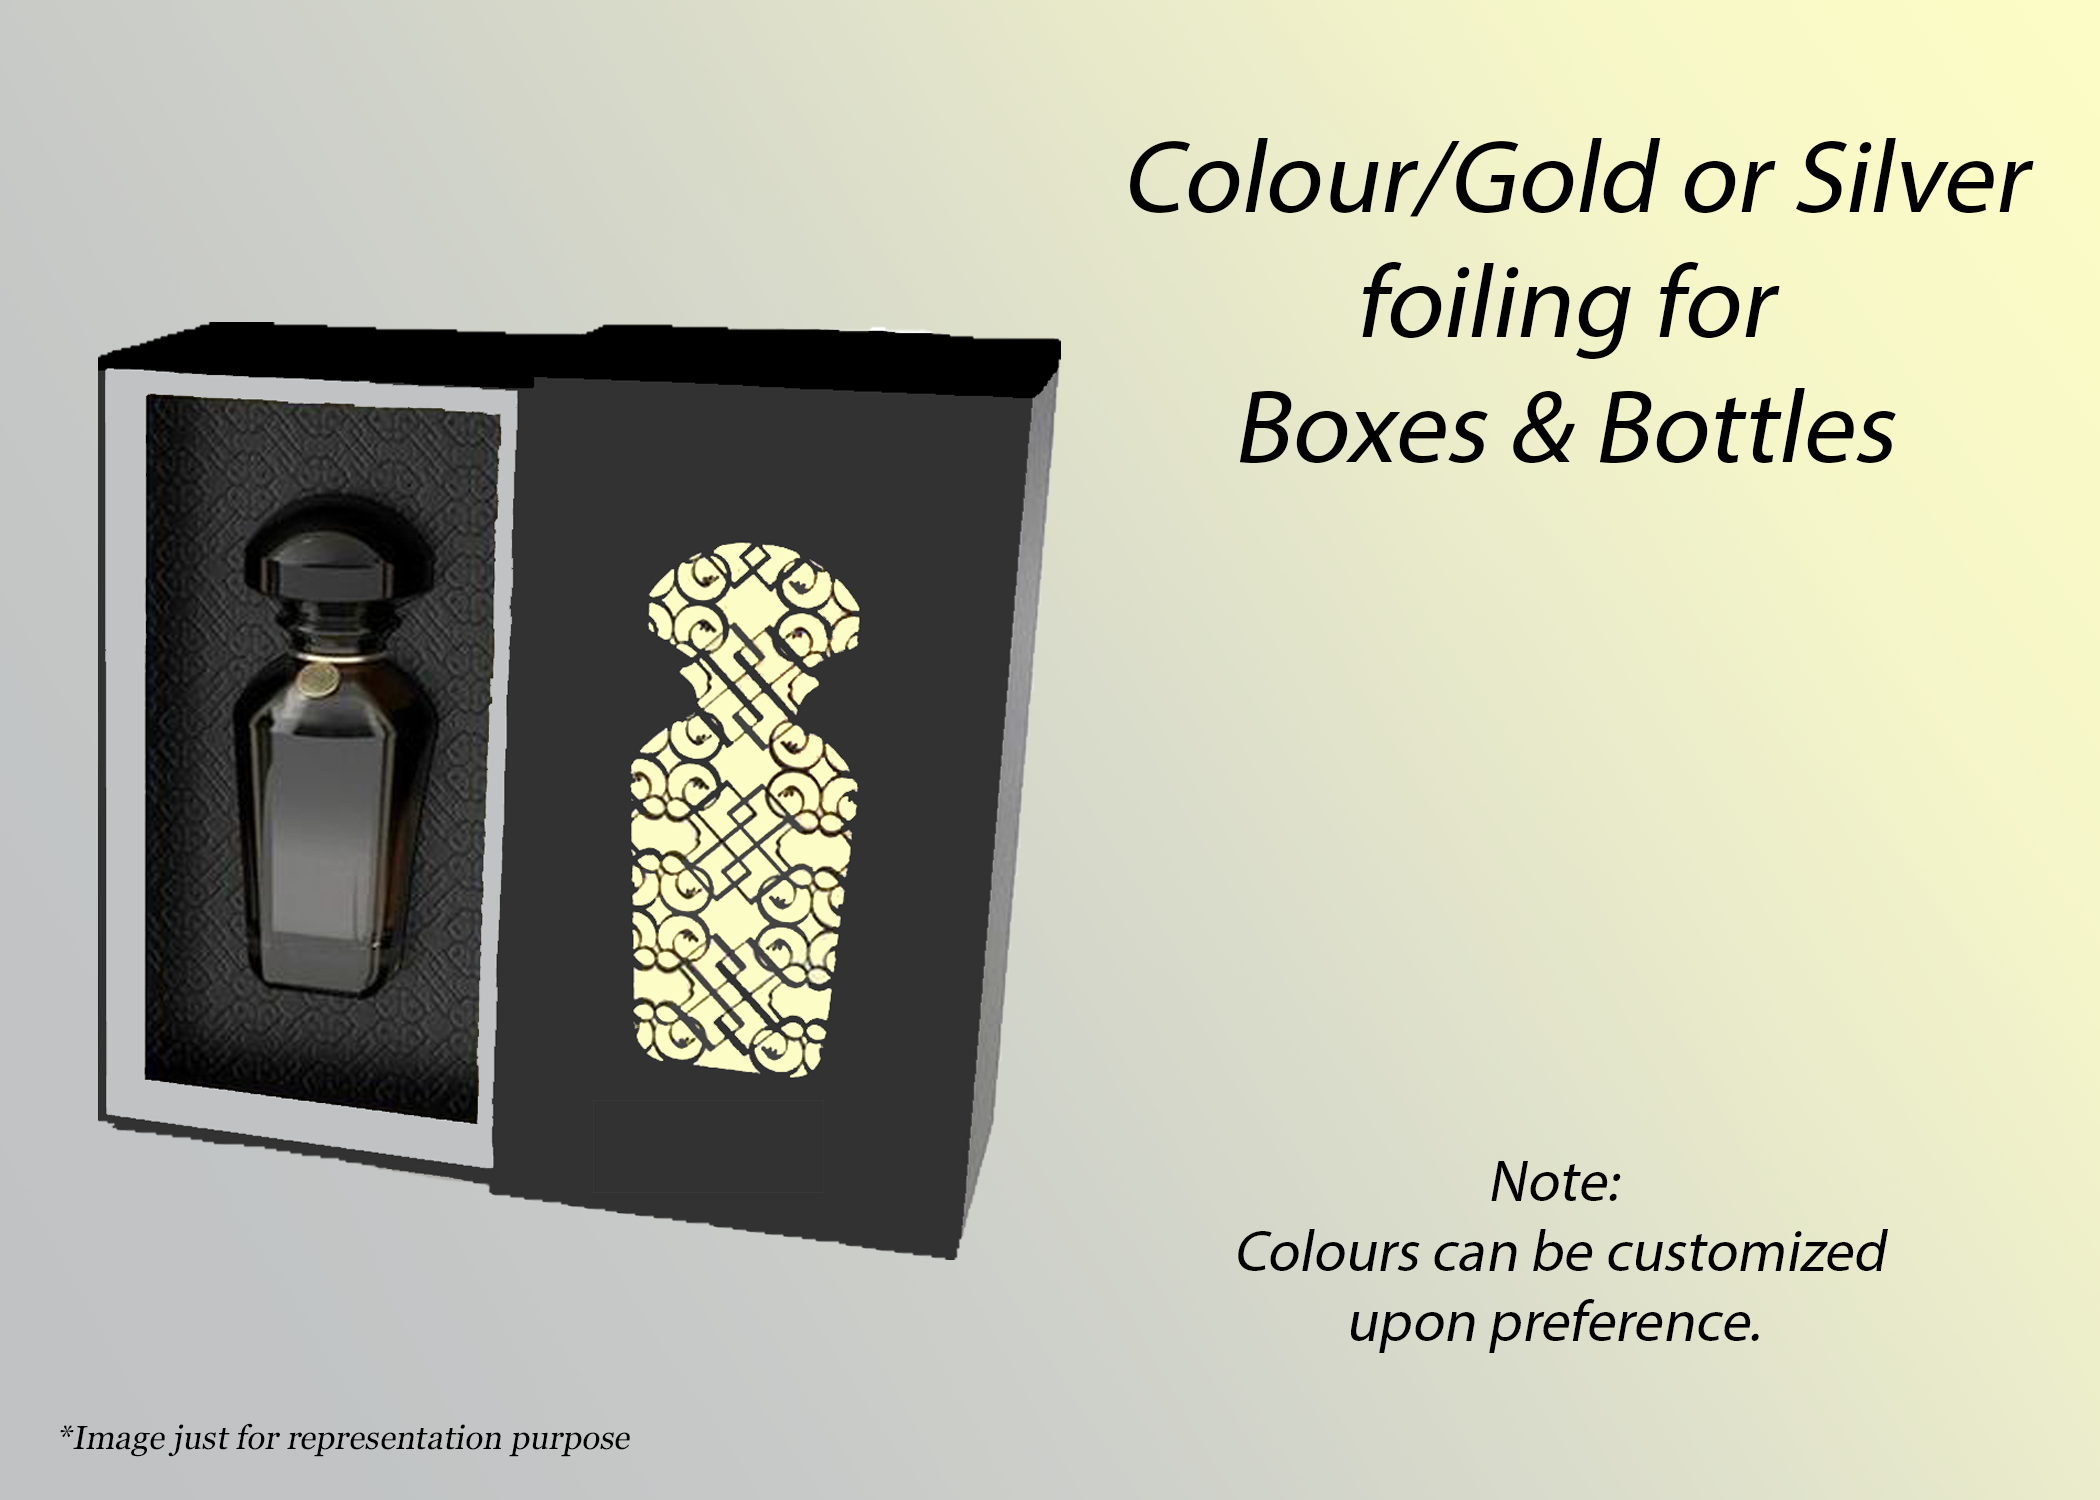 Colour/Gold or Silver
foiling for
Boxes & Bottles
Note:
Colours can be customized
upon preference.
*Image just for representation purpose